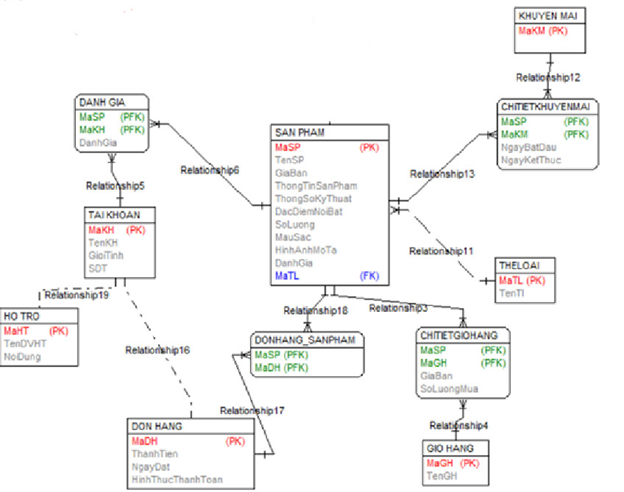 KHUYEN MAI
MaKM (PK)
Relationship12
CHITIETKHUYENMAI
MaSP (PFK)
MaKM (PFK)
NgayBatDau
NgayKetThuc
DANH GIA
MaSP (PFK)
MaKH (PFK)
DanhGia
Relationship6
Relationship5
SAN PHAM
MaSP (PK)
TenSP
GiaBan
ThongTinSanPham
ThongSoKyThuat
DacDiemNoiBat
SoLuong
MauSac
HinhAnhMoTa
DanhGia
MaTL (FK)
Relationship13
Relationship11
THELOAI
MaTL (PK)
TenTl
TAI KHOAN
MaKH (PK)
TenKH
GioiTinh
SDT
Relationship19
HO TRO
MaHT (PK)
TenDVHT
NoiDung
Relationship16
Relationship18
Relationship3
DONHANG_SANPHAM
MaSP (PFK)
MaDH (PFK)
CHITIETGIOHANG
MaSP (PFK)
MaGH (PFK)
GiaBan
SoLuongMua
Relationship17
Relationship4
DON HANG
MaDH (PK)
ThanhTien
NgayDat
HinhThucThanhToan
GIO HANG
MaGH (PK)
TenGH